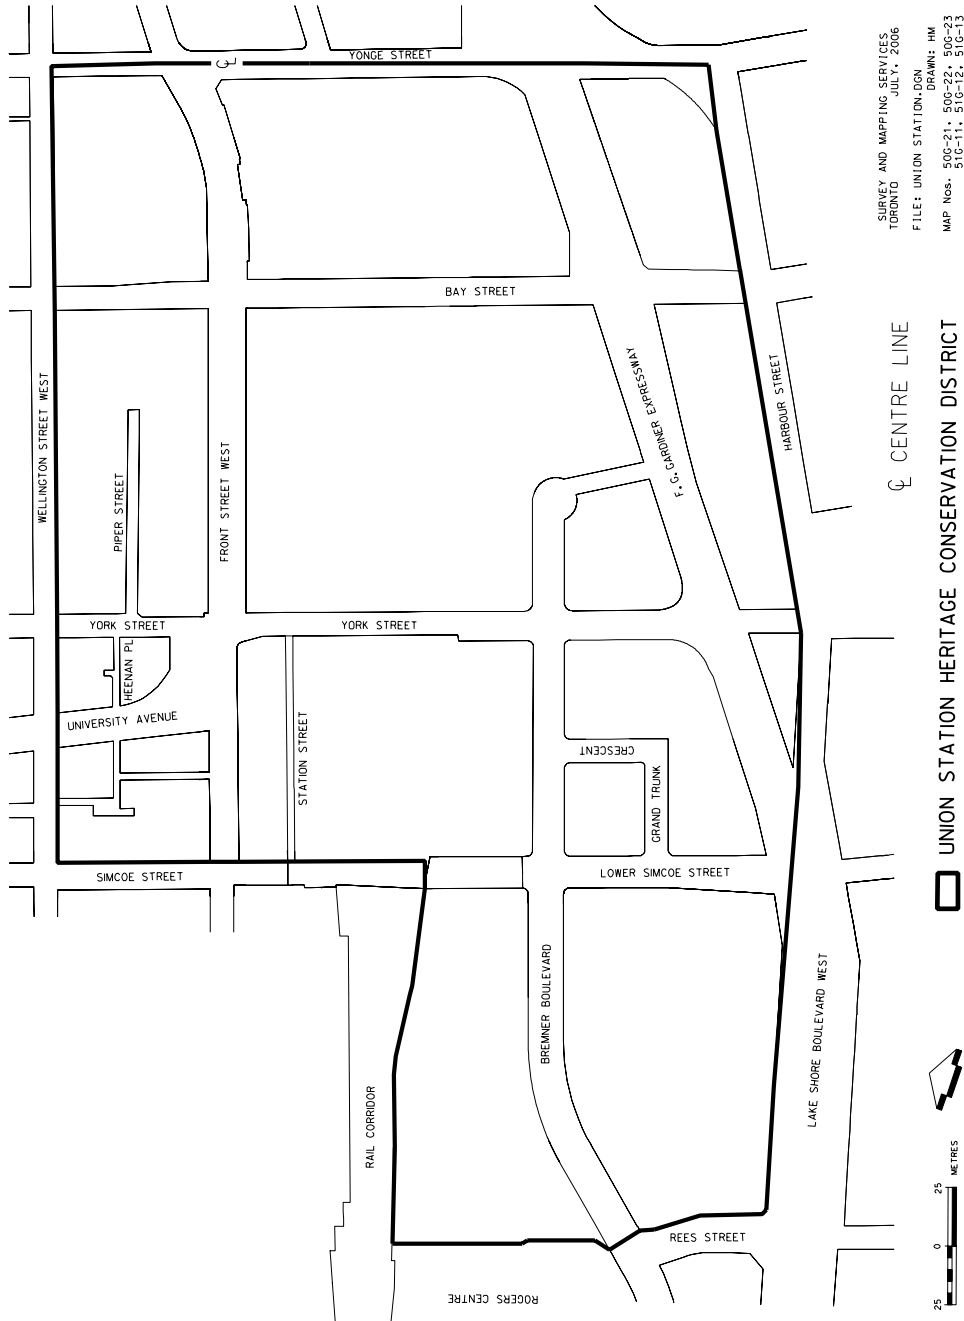 YONGE STREET
℄
BAY STREET
WELLINGTON STREET WEST
PIPER STREET
FRONT STREET WEST
F.G. GARDINER EXPRESSWAY
HARBOUR STREET
YORK STREET
YORK STREET
HEENAN PL
UNIVERSITY AVENUE
STATION STREET
CRESCENT
GRAND TRUNK
SIMCOE STREET
LOWER SIMCOE STREET
BREMNER BOULEVARD
LAKE SHORE BOULEVARD WEST
RAIL CORRIDOR
REES STREET
ROGERS CENTRE
SURVEY AND MAPPING SERVICES
TORONTO JULY, 2006
FILE: UNION STATION.DGN
DRAWN: HM
MAP Nos. 50G-21, 50G-22, 50G-23
51G-11, 51G-12, 51G-13
℄ CENTRE LINE
UNION STATION HERITAGE CONSERVATION DISTRICT
25 0 25
METRES